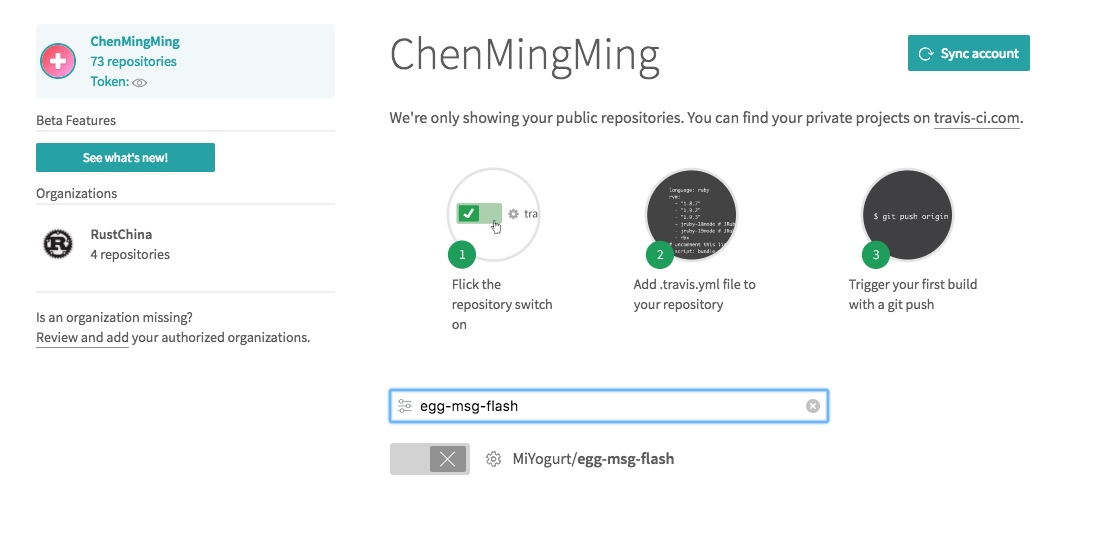 ChenMingMing
73 repositories
Token:
Beta Features
See what's new!
Organizations
RustChina
4 repositories
Is an organization missing?
Review and add your authorized organizations.
ChenMingMing
Sync account
We're only showing your public repositories. You can find your private projects on travis-ci.com.
tra
1
Flick the
repository switch
on
language: ruby
rvm:
- "1.8.7"
- "1.9.2"
- "1.9.3"
- jruby-18mode # JRu
- jruby-19mode # JRub
- rbx
# uncomment this li
script: bundle
2
Add .travis.yml file to
your repository
$ git push origin
3
Trigger your first build
with a git push
egg-msg-flash
MiYogurt/egg-msg-flash